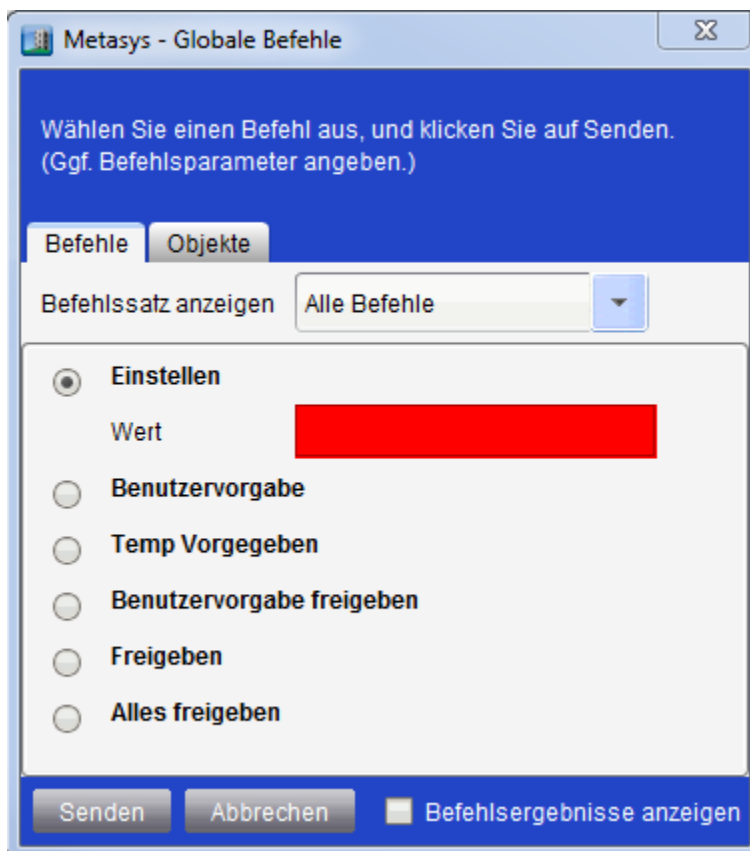 Metasys - Globale Befehle
Wählen Sie einen Befehl aus, und klicken Sie auf Senden.
(Ggf. Befehlsparameter angeben.)
Befehle Objekte
Befehlssatz anzeigen Alle Befehle
Einstellen
Wert
Benutzervorgabe
Temp Vorgegeben
Benutzervorgabe freigeben
Freigeben
Alles freigeben
Senden Abbrechen Befehlsergebnisse anzeigen